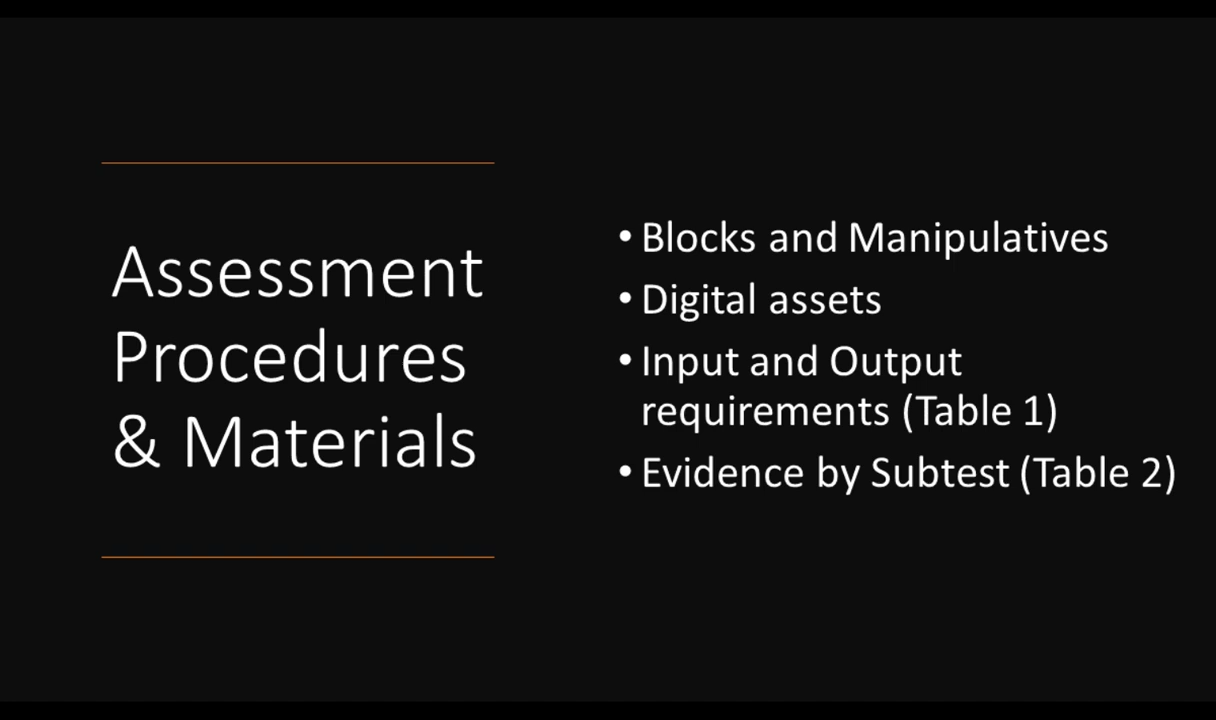 Assessment
Procedures
& Materials
• Blocks and Manipulatives
• Digital assets
• Input and Output
requirements (Table 1)
• Evidence by Subtest (Table 2)